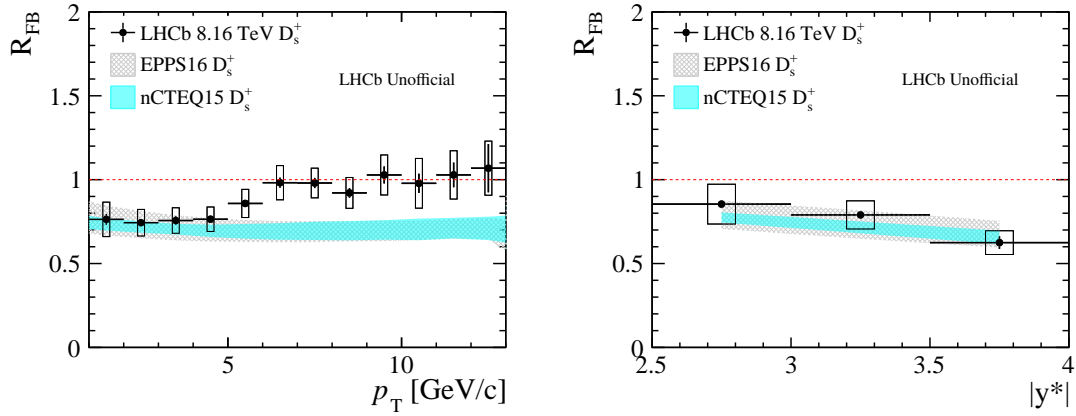 R_FB
2
1.5
1
0.5
0
LHCb 8.16 TeV D_s^+
EPPS16 D_s^+
nCTEQ15 D_s^+
LHCb Unofficial
5
10
p_T [GeV/c]
R_FB
2
1.5
1
0.5
0
LHCb 8.16 TeV D_s^+
EPPS16 D_s^+
nCTEQ15 D_s^+
LHCb Unofficial
2.5
3
3.5
4
|y*|